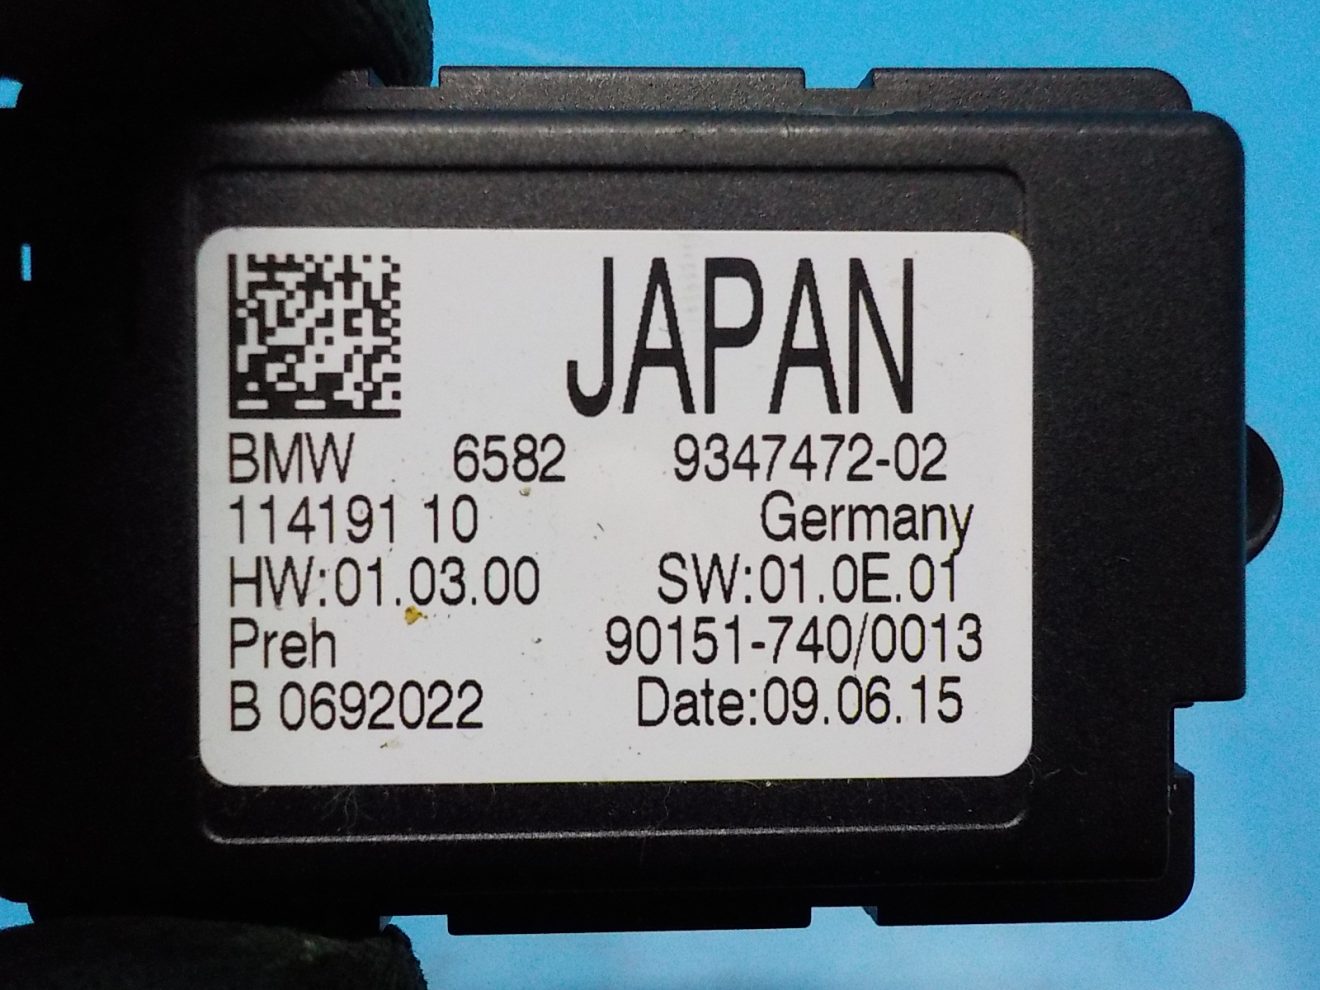 JAPAN
BMW 6582 9347472-02
114191 10 Germany
HW:01.03.00 SW:01.0E.01
Preh 90151-740/0013
B 0692022 Date:09.06.15